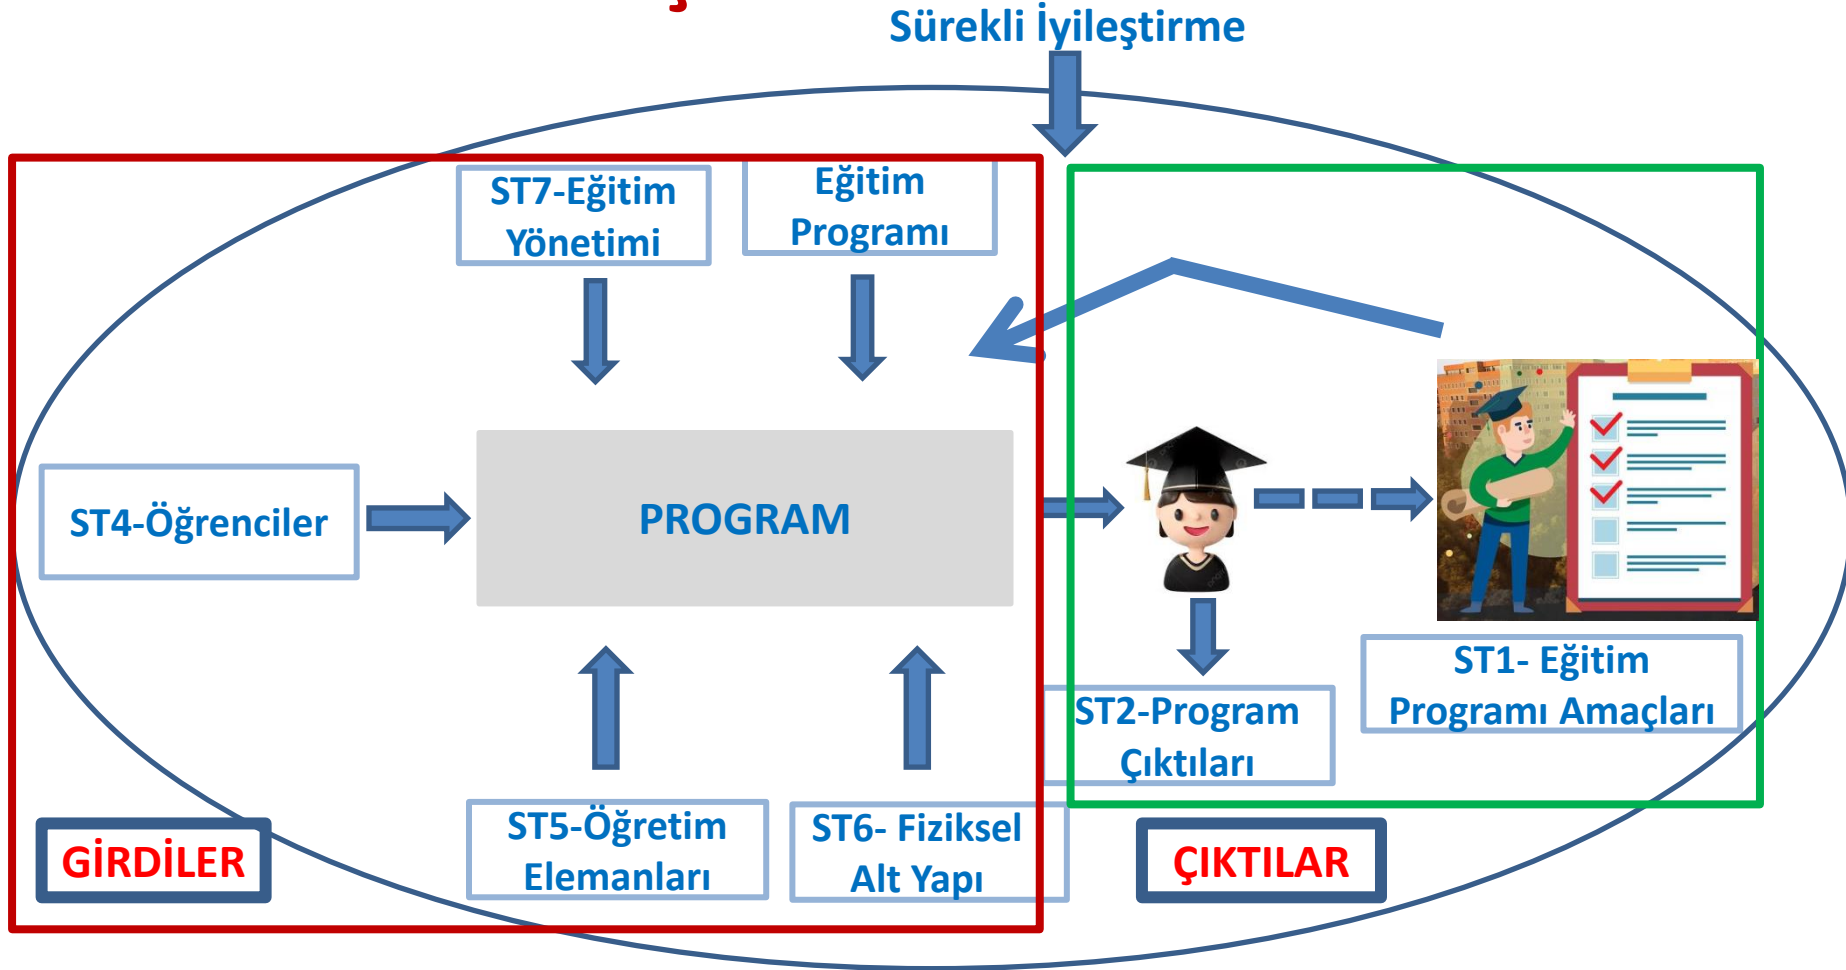 Sürekli İyileştirme
ST7-Eğitim
Yönetimi
Eğitim
Programı
ST4-Öğrenciler
PROGRAM
ST1- Eğitim
Programı Amaçları
ST2-Program
Çıktıları
ST5-Öğretim
Elemanları
ST6- Fiziksel
Alt Yapı
GİRDİLER
ÇIKTILAR